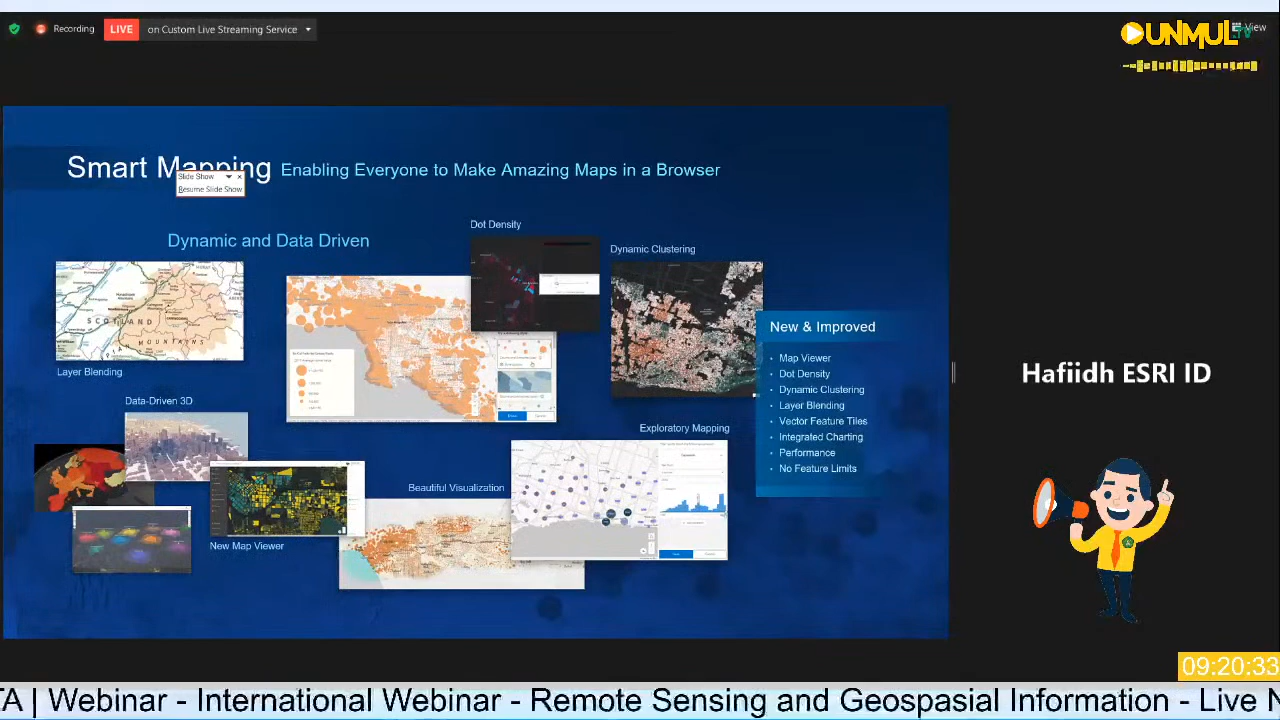 Recording
LIVE
on Custom Live Streaming Service
UNMUL TV
View
Smart Mapping Enabling Everyone to Make Amazing Maps in a Browser
Slide Show
Resume Slide Show
Dynamic and Data Driven
Dot Density
Dynamic Clustering
SCOTLAND
MOUNTAINS
Layer Blending
New & Improved
Map Viewer
Dot Density
Dynamic Clustering
Layer Blending
Vector Feature Tiles
Integrated Charting
Performance
No Feature Limits
Hafiidh ESRI ID
Data-Driven 3D
Exploratory Mapping
Beautiful Visualization
New Map Viewer
09:20:33
TA | Webinar - International Webinar - Remote Sensing and Geospasial Information - Live N